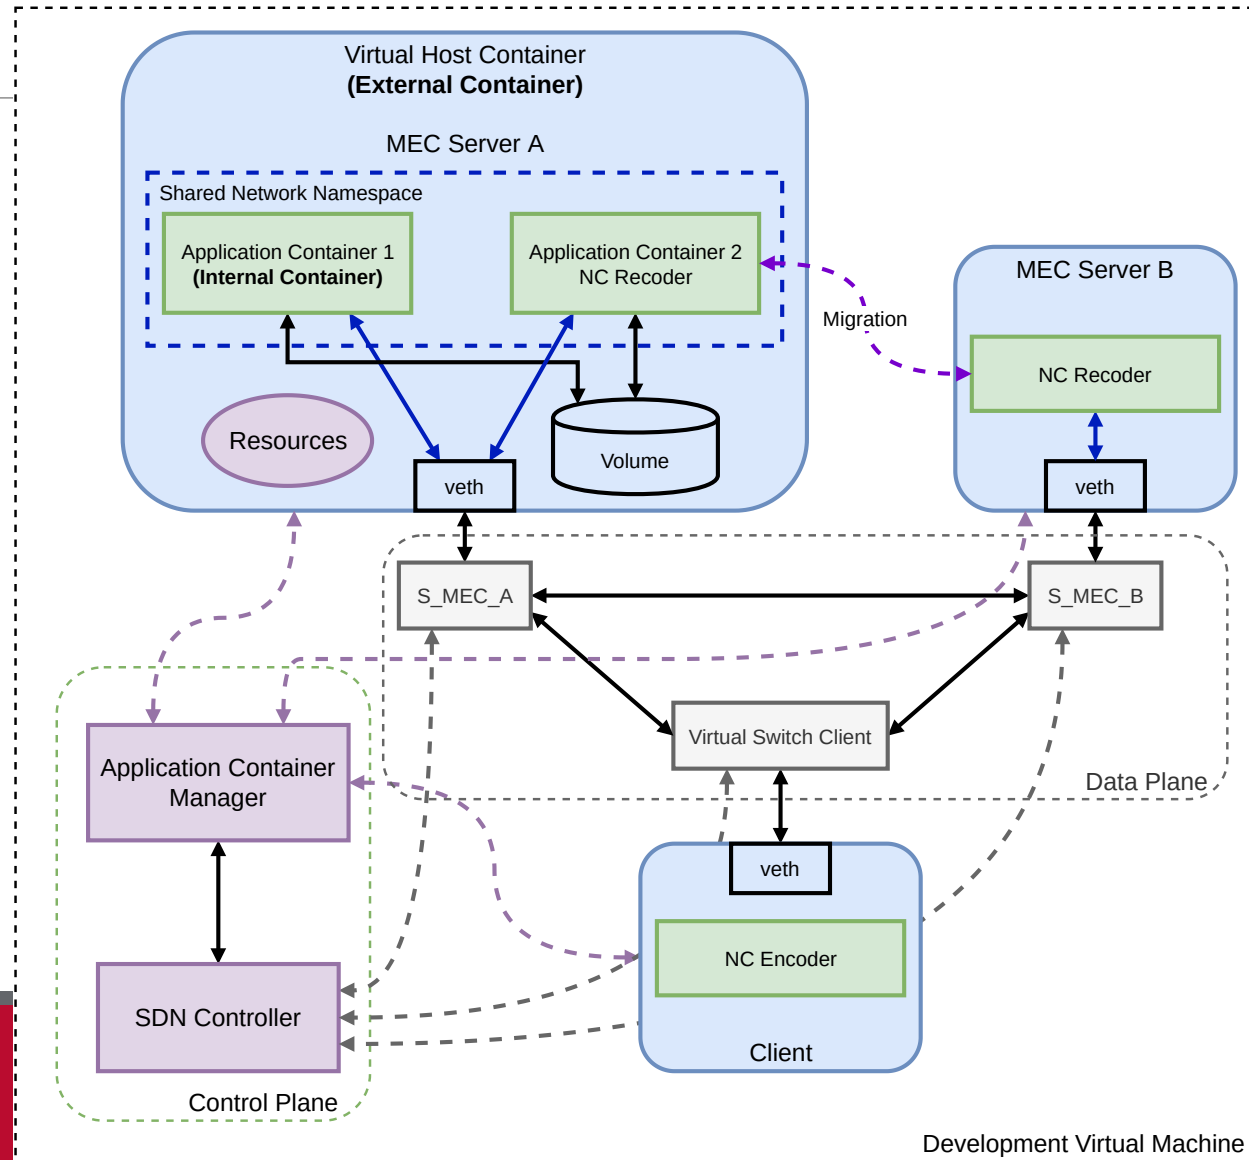 Virtual Host Container
(External Container)
MEC Server A
Shared Network Namespace
Application Container 1
(Internal Container)
Application Container 2
NC Recoder
Migration
MEC Server B
NC Recoder
Resources
Volume
veth
veth
S_MEC_A
S_MEC_B
Virtual Switch Client
Data Plane
Application Container
Manager
veth
NC Encoder
SDN Controller
Client
Control Plane
Development Virtual Machine